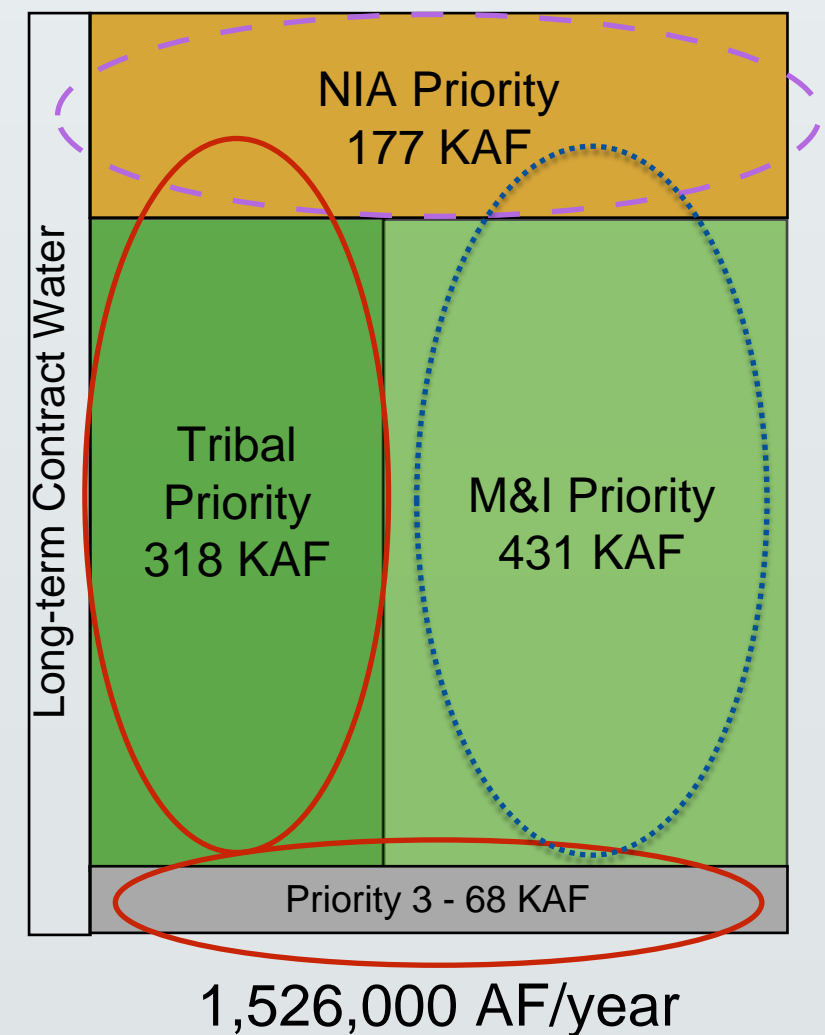 Long-term Contract Water
NIA Priority
177 KAF
Tribal
Priority
318 KAF
M&I Priority
431 KAF
Priority 3 - 68 KAF
1,526,000 AF/year